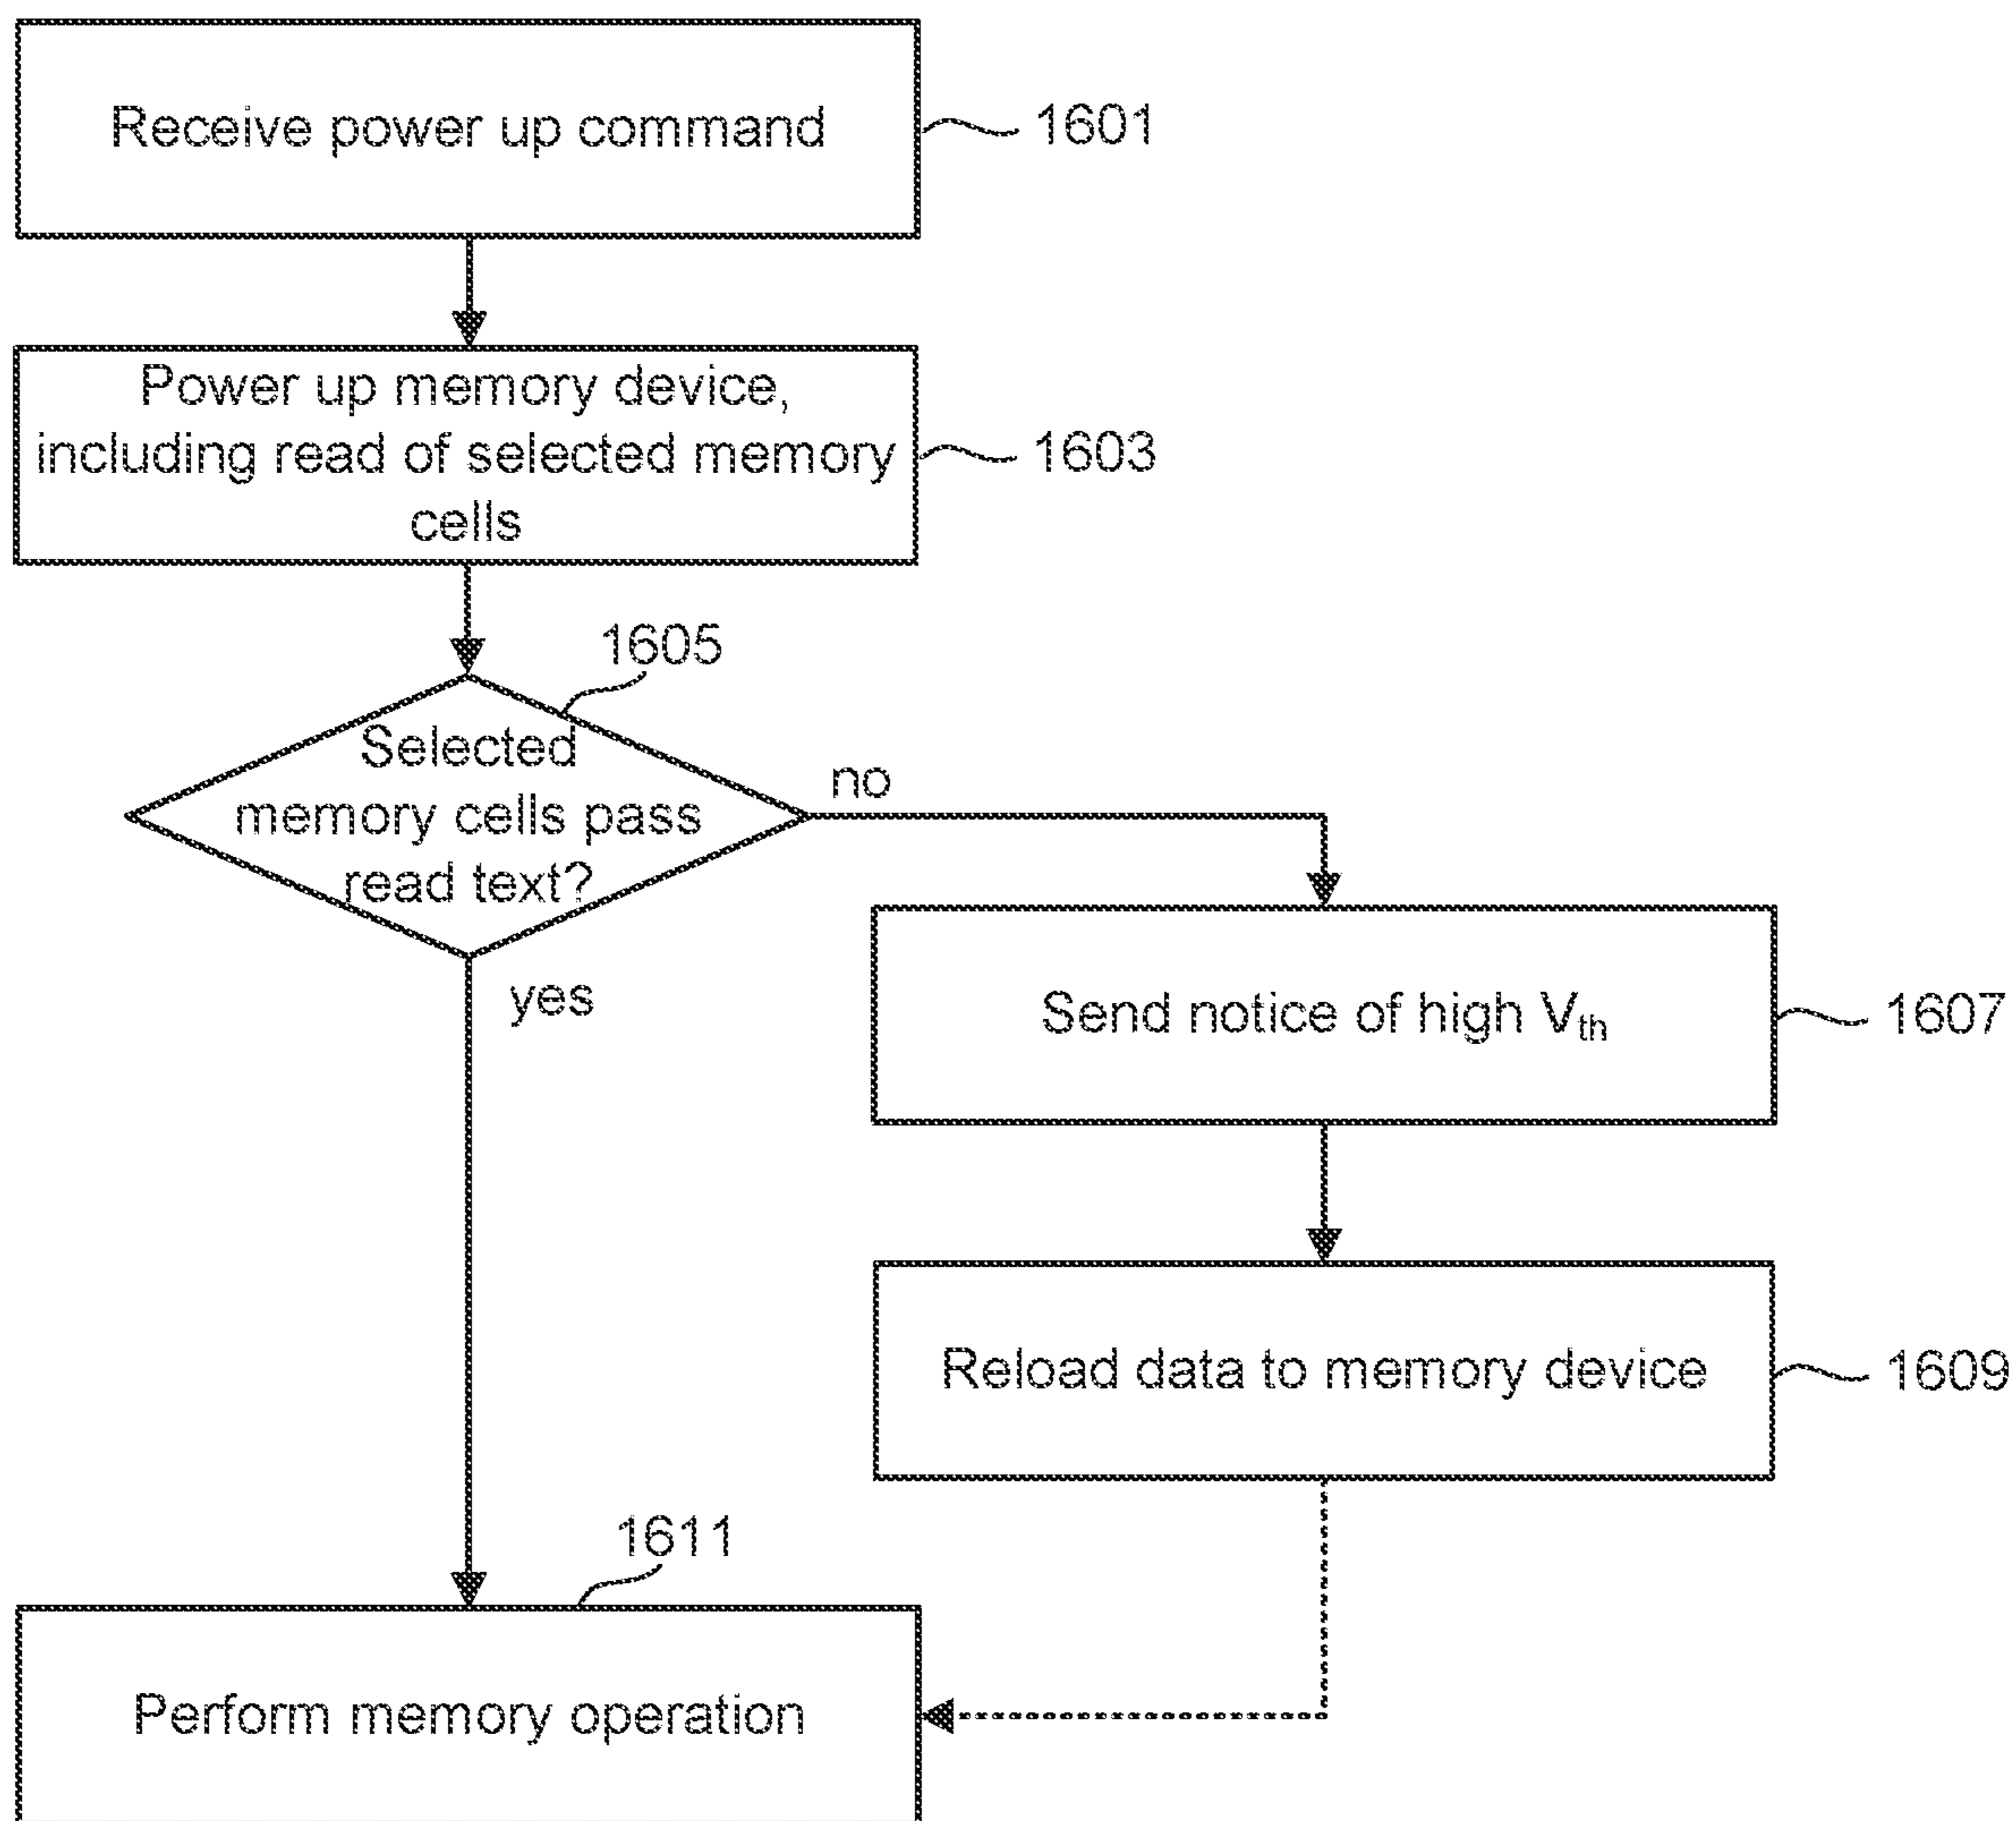 Receive power up command
1601
Power up memory device,
including read of selected memory
cells
1603
1605
Selected
memory cells pass
read text?
no
yes
Send notice of high Vth
1607
Reload data to memory device
1609
1611
Perform memory operation